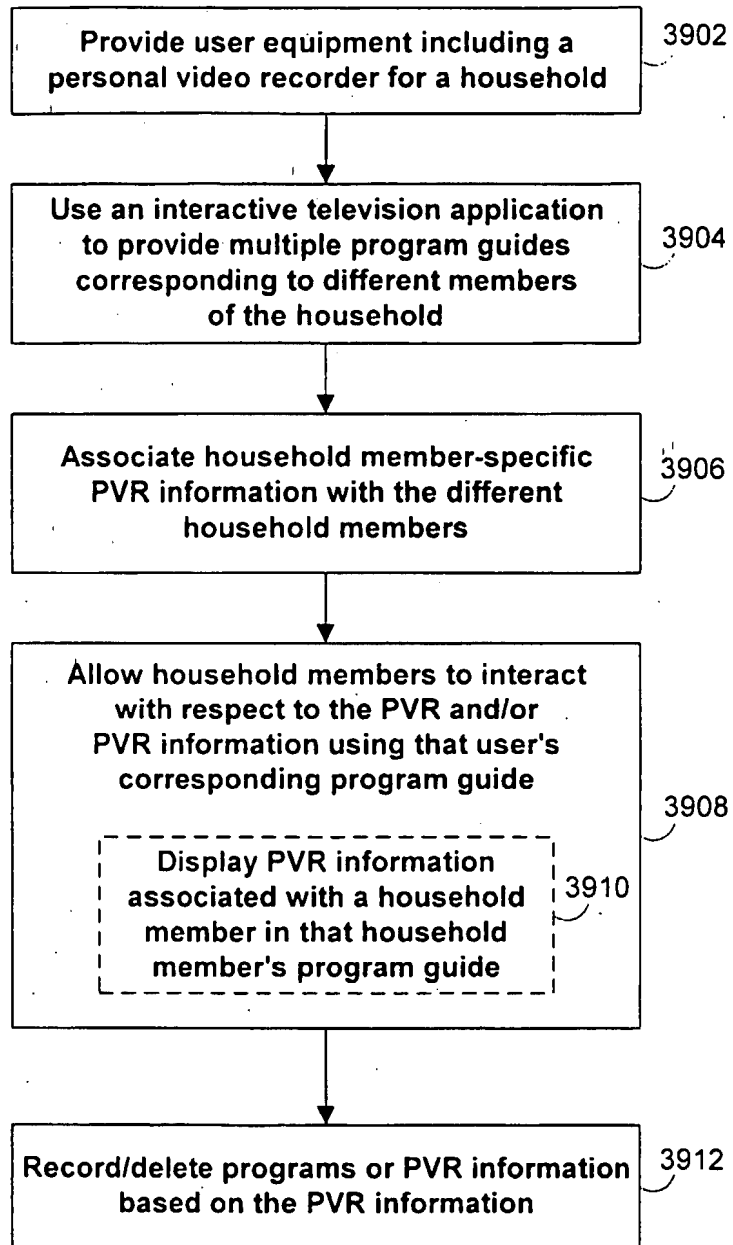 Provide user equipment including a
personal video recorder for a household
3902
Use an interactive television application
to provide multiple program guides
corresponding to different members
of the household
3904
Associate household member-specific
PVR information with the different
household members
3906
Allow household members to interact
with respect to the PVR and/or
PVR information using that user's
corresponding program guide
3908
Display PVR information
associated with a household
member in that household
member's program guide
3910
Record/delete programs or PVR information
based on the PVR information
3912